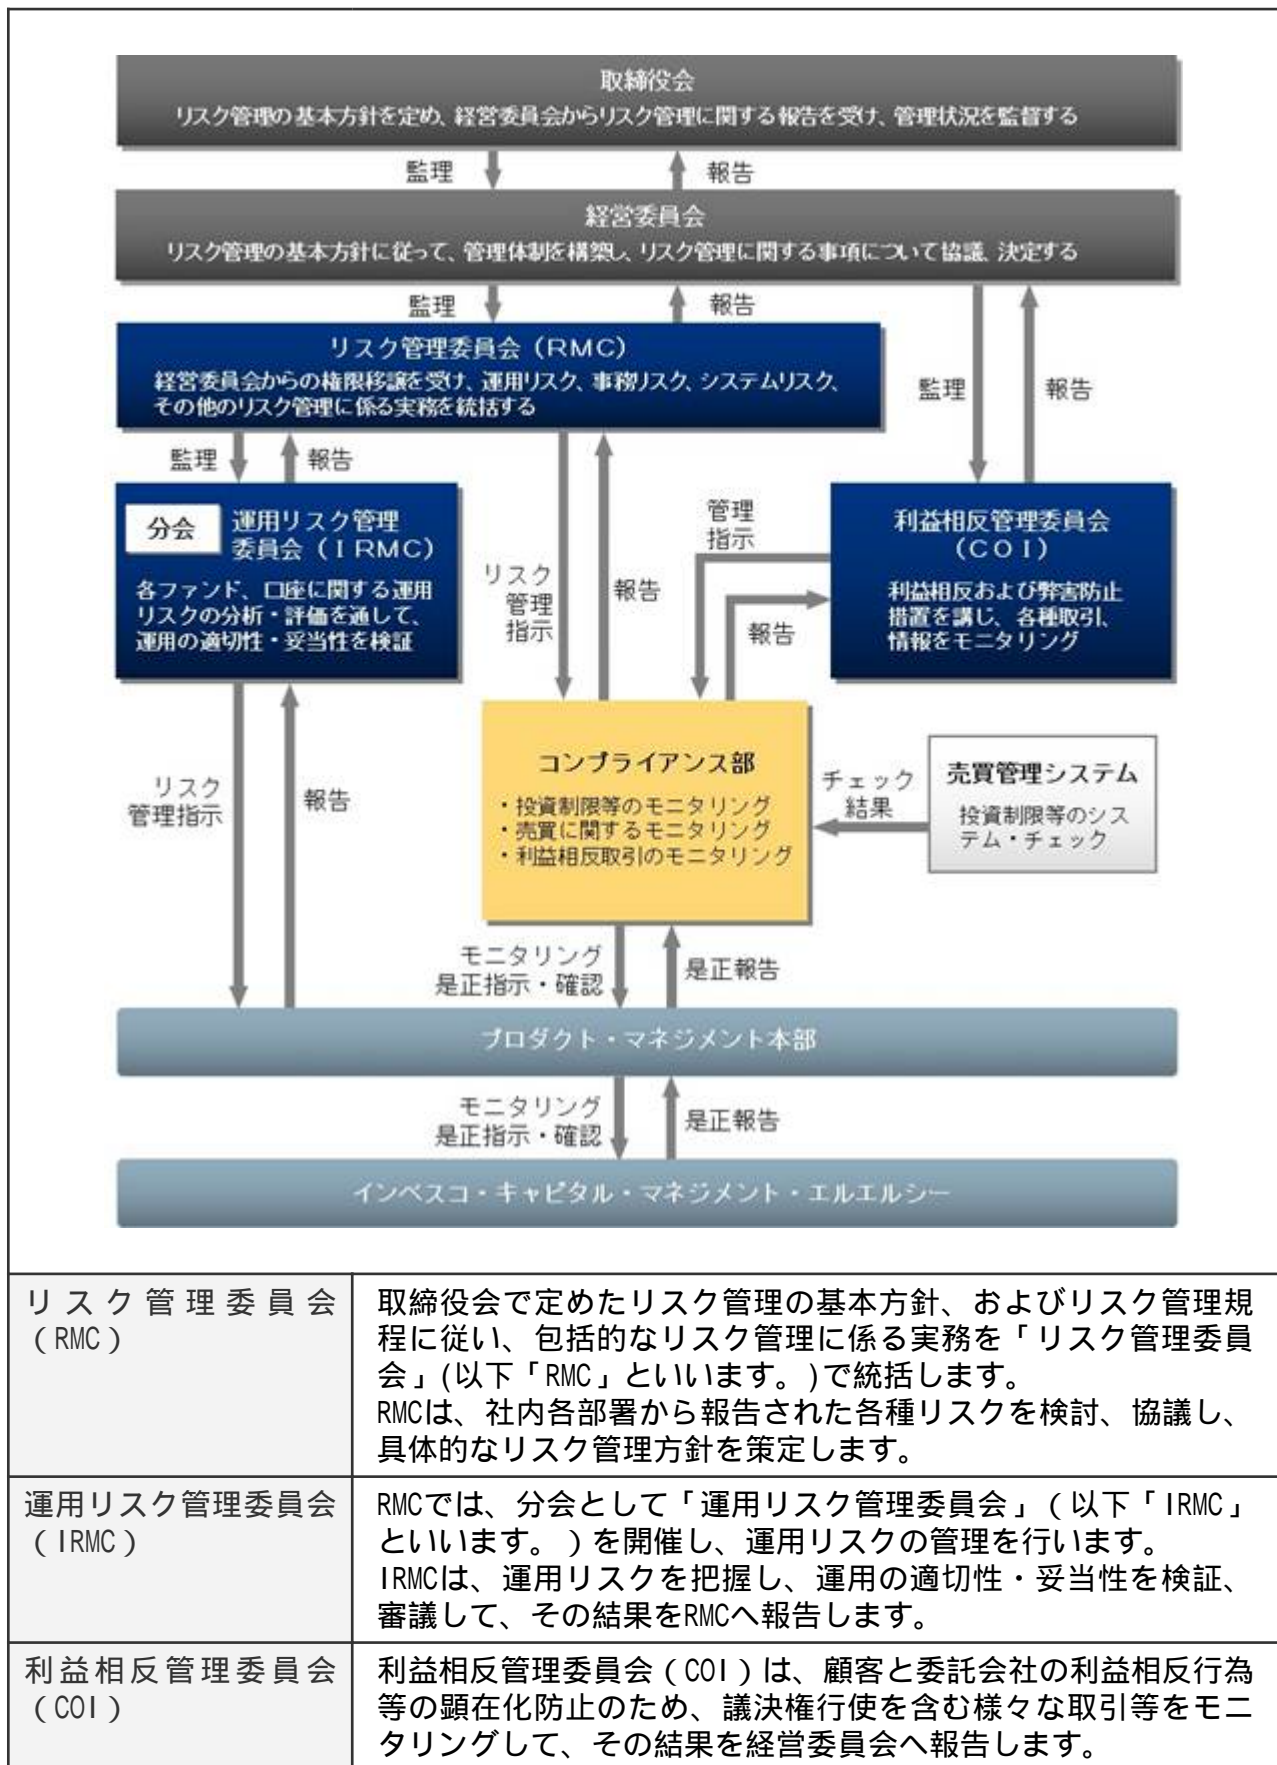 取締役会
リスク管理の基本方針を定め、経営委員会からリスク管理に関する報告を受け、管理状況を監督する
監理
報告
経営委員会
リスク管理の基本方針に従って、管理体制を構築し、リスク管理に関する事項について協議、決定する
監理
報告
リスク管理委員会（RMC）
経営委員会からの権限移譲を受け、運用リスク、事務リスク、システムリスク、
その他のリスク管理に係る実務を統括する
監理
報告
監理
報告
分会
運用リスク管理
委員会（IRMC）
各ファンド、口座に関する運用
リスクの分析・評価を通して、
運用の適切性・妥当性を検証
リスク
管理
指示
報告
管理
指示
報告
利益相反管理委員会
（COI）
利益相反および弊害防止
措置を講じ、各種取引、
情報をモニタリング
リスク
管理指示
報告
コンプライアンス部
・投資制限等のモニタリング
・売買に関するモニタリング
・利益相反取引のモニタリング
チェック
結果
売買管理システム
投資制限等のシス
テム・チェック
モニタリング
是正指示・確認
是正報告
プロダクト・マネジメント本部
モニタリング
是正指示・確認
是正報告
インベスコ・キャピタル・マネジメント・エルエルシー
リスク管理委員会
（RMC）
取締役会で定めたリスク管理の基本方針、およびリスク管理規
程に従い、包括的なリスク管理に係る実務を「リスク管理委員
会」(以下「RMC」といいます。)で統括します。
RMCは、社内各部署から報告された各種リスクを検討、協議し、
具体的なリスク管理方針を策定します。
運用リスク管理委員会
（IRMC）
RMCでは、分会として「運用リスク管理委員会」（以下「IRMC」
といいます。）を開催し、運用リスクの管理を行います。
IRMCは、運用リスクを把握し、運用の適切性・妥当性を検証、
審議して、その結果をRMCへ報告します。
利益相反管理委員会
（COI）
利益相反管理委員会（COI）は、顧客と委託会社の利益相反行為
等の顕在化防止のため、議決権行使を含む様々な取引等をモニ
タリングして、その結果を経営委員会へ報告します。